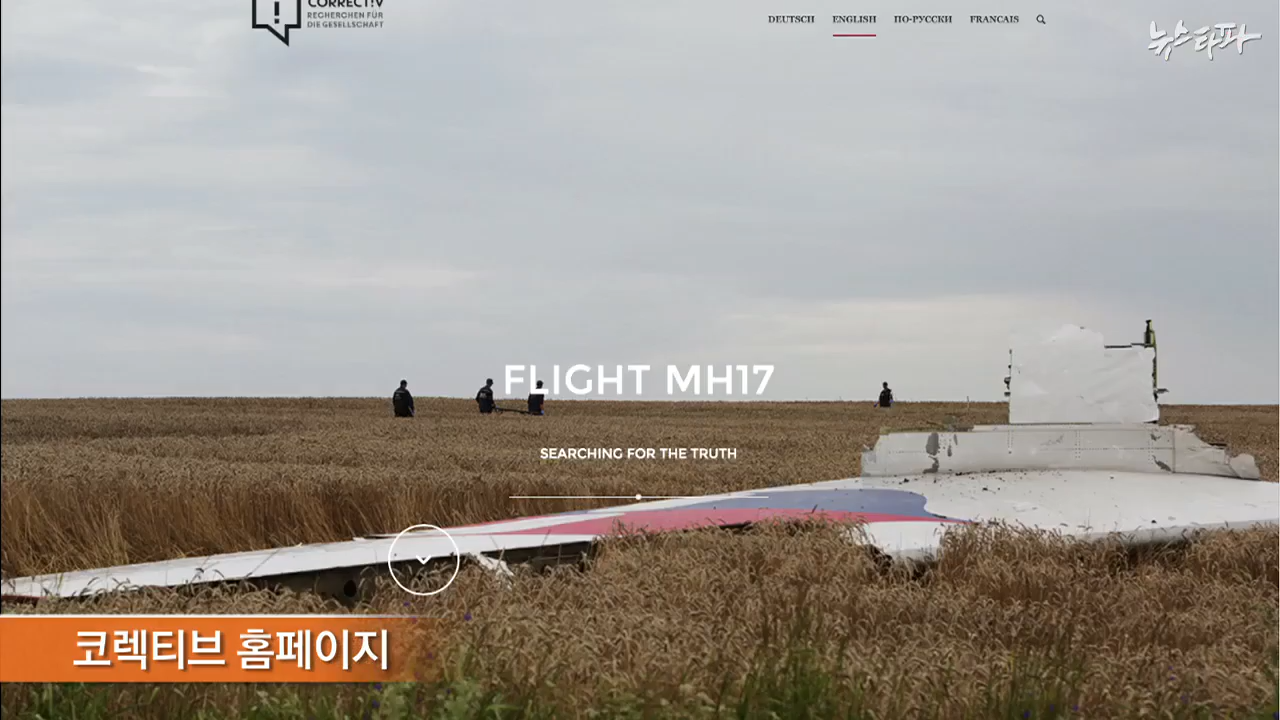 CORRECT!V
RECHERCHEN FÜR
DIE GESELLSCHAFT
DEUTSCH ENGLISH ПО-РУССКИ FRANCAIS
뉴스타파
FLIGHT MH17
SEARCHING FOR THE TRUTH
코렉티브 홈페이지